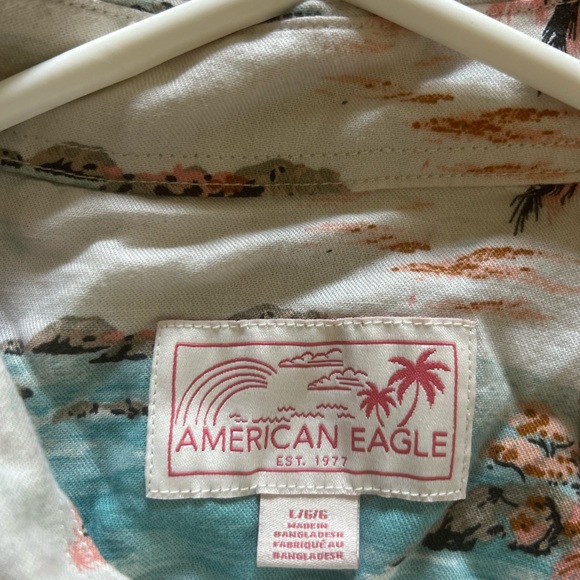 AMERICAN EAGLE
EST. 1977
L/G/G
MADE IN
BANGLADESH
FABRIQUÉ AU
BANGLADESH